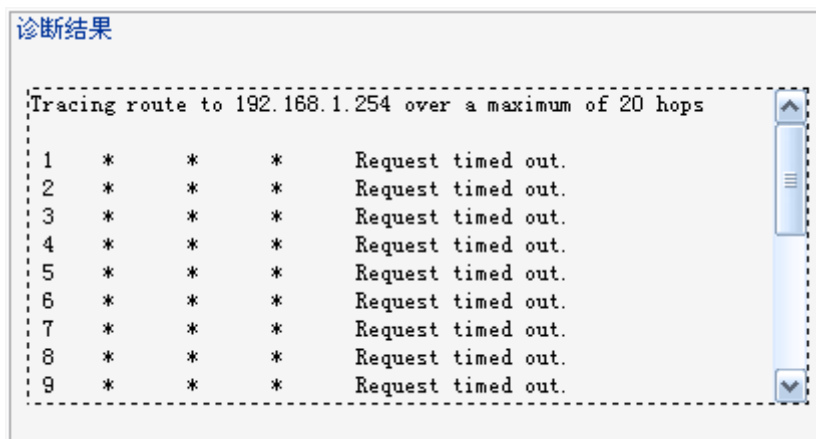 诊断结果
Tracing route to 192.168.1.254 over a maximum of 20 hops
1 * * * Request timed out.
2 * * * Request timed out.
3 * * * Request timed out.
4 * * * Request timed out.
5 * * * Request timed out.
6 * * * Request timed out.
7 * * * Request timed out.
8 * * * Request timed out.
9 * * * Request timed out.